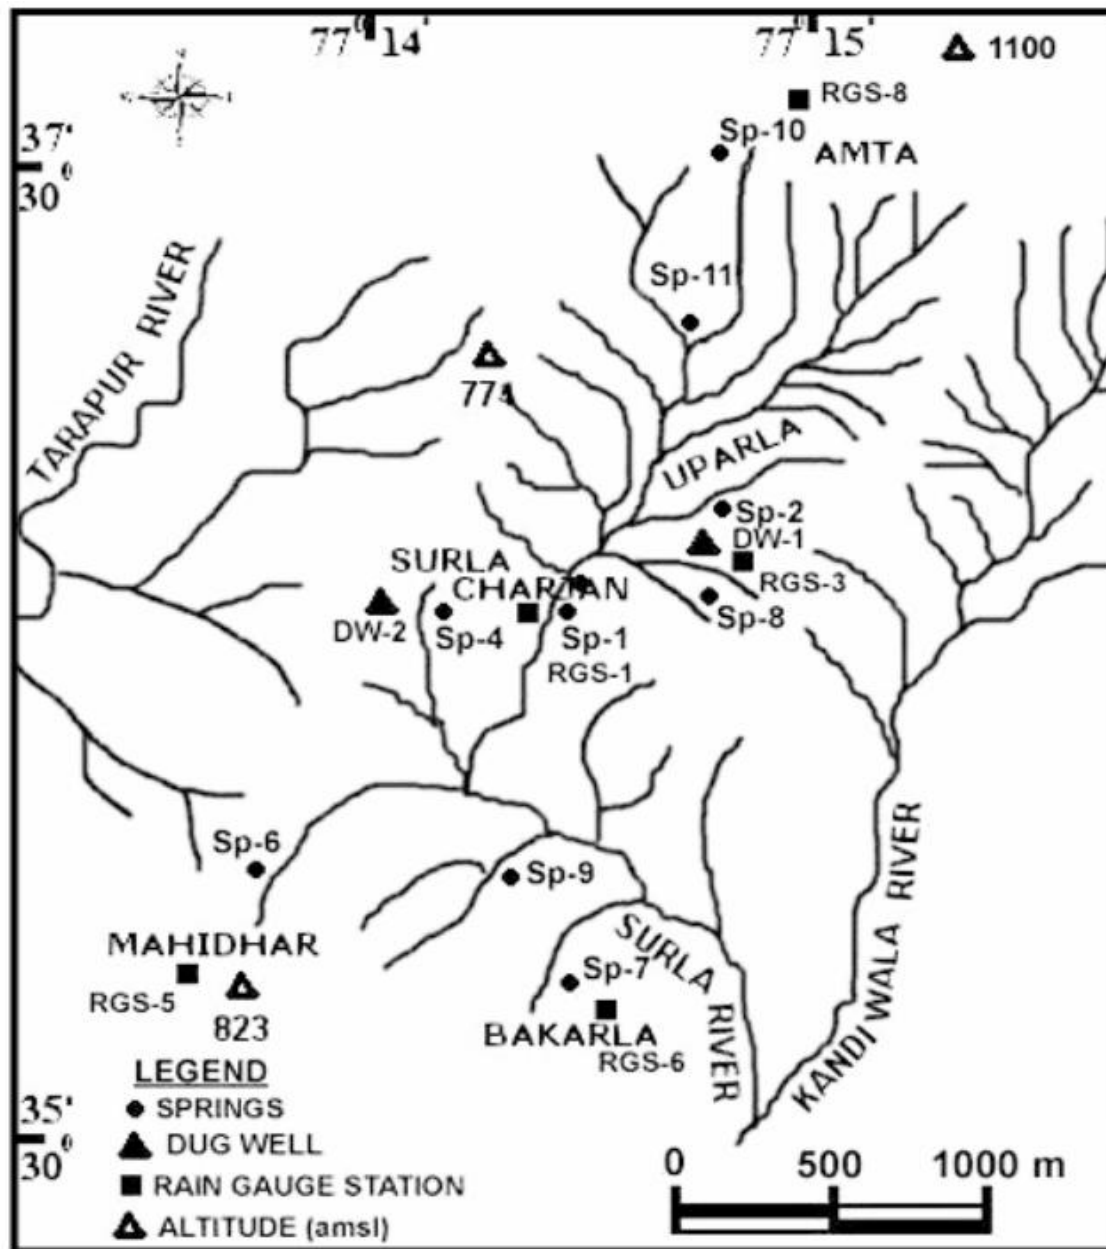 77° 14'
77° 15'
1100
RGS-8
37'
30°
Sp-10
AMTA
TARAPUR RIVER
Sp-11
774
UPARLA
Sp-2
DW-1
SURLA
CHARJAN
RGS-3
DW-2
Sp-4
Sp-1
Sp-8
RGS-1
Sp-6
Sp-9
KANDIWALA RIVER
MAHIDHAR
SURLA RIVER
RGS-5
Sp-7
823
BAKARLA
RGS-6
LEGEND
SPRINGS
DUG WELL
RAIN GAUGE STATION
ALTITUDE (amsl)
35'
30°
0 500 1000 m